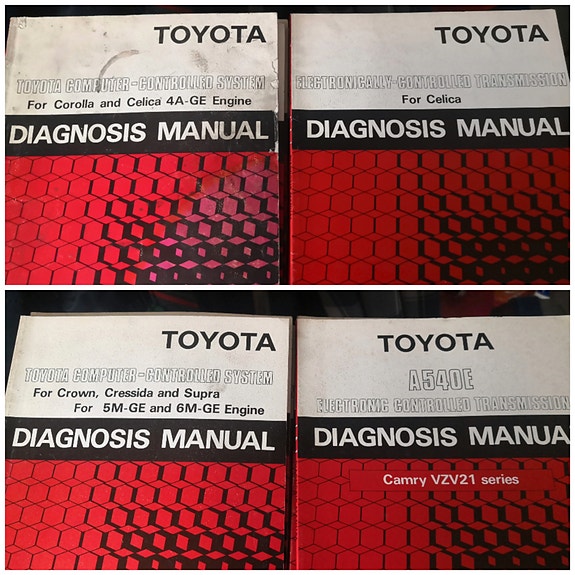 TOYOTA
TOYOTA COMPUTER-CONTROLLED SYSTEM
For Corolla and Celica 4A-GE Engine
DIAGNOSIS MANUAL
TOYOTA
ELECTRONICALLY-CONTROLLED TRANSMISSION
For Celica
DIAGNOSIS MANUAL
TOYOTA
TOYOTA COMPUTER-CONTROLLED SYSTEM
For Crown, Cressida and Supra
For 5M-GE and 6M-GE Engine
DIAGNOSIS MANUAL
TOYOTA
A540E
ELECTRONIC CONTROLLED TRANSMISSION
DIAGNOSIS MANUA
Camry VZV21 series